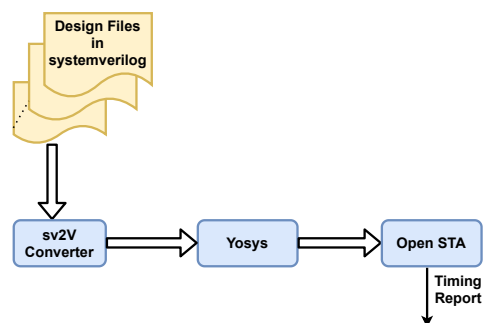 Design Files
in
systemverilog
sv2V
Converter
Yosys
Open STA
Timing
Report